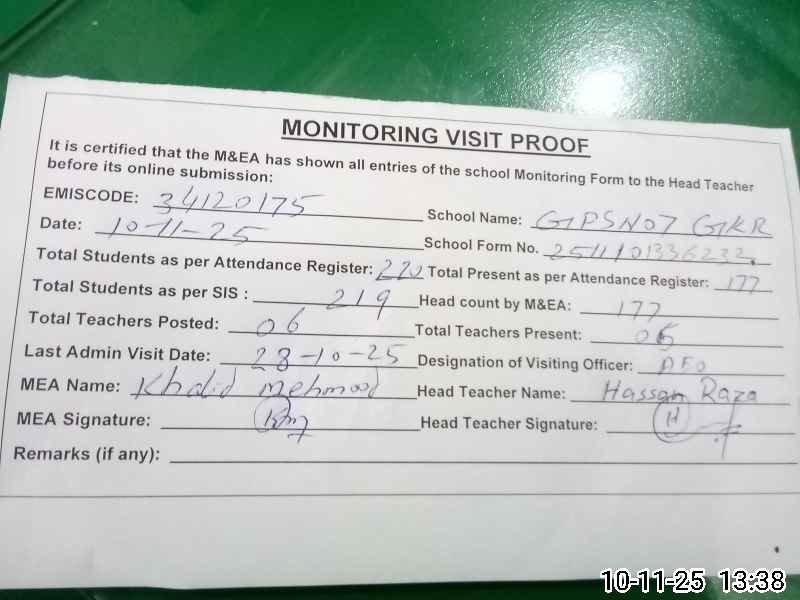 MONITORING VISIT PROOF
It is certified that the M&EA has shown all entries of the school Monitoring Form to the Head Teacher
before its online submission:
EMISCODE: 34120175 School Name: GPSNO7 GKR
Date: 10-11-25 School Form No. 2511101336232.
Total Students as per Attendance Register: 220 Total Present as per Attendance Register: 177
Total Students as per SIS : 219 Head count by M&EA: 177
Total Teachers Posted: 06 Total Teachers Present:
Last Admin Visit Date: 28-10-25 Designation of Visiting Officer: AEO
MEA Name: Khalid mehmood Head Teacher Name: Hassan Raza
MEA Signature: Head Teacher Signature: H
Remarks (if any):
10-11-25 13:38